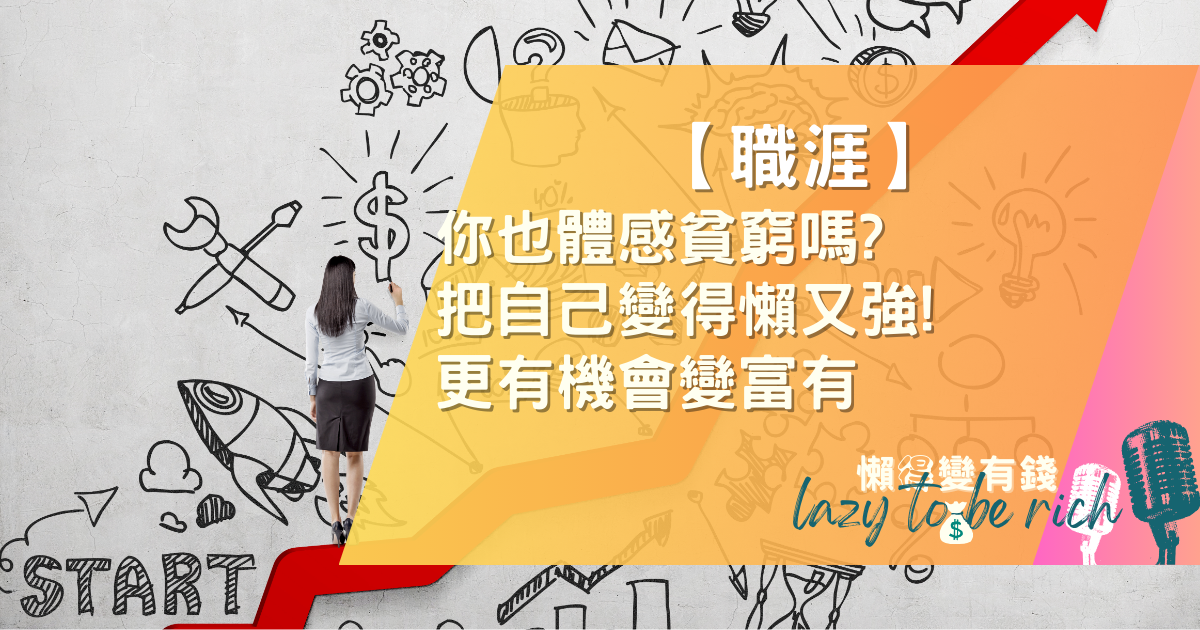 【職涯】
你也體感貧窮嗎?
把自己變得懶又強!
更有機會變富有
懶得變有錢
lazy to be rich
$
$
$
40%
START